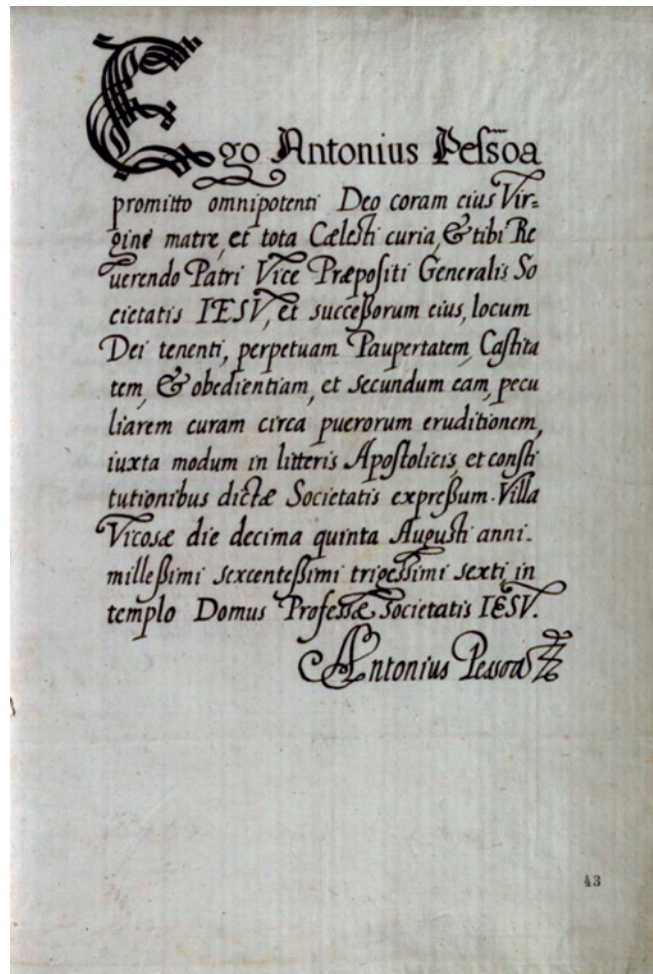 Ego Antonius Pessoa
promitto omnipotenti Deo coram eius Vir=
gine matre, et tota Cælesti curia, & tibi Re
uerendo Patri Vice Præpositi Generalis So
cietatis IESV, et successorum eius, locum
Dei tenenti, perpetuam Paupertatem, Castita
tem, & obedientiam, et secundum eam, pecu
liarem curam circa puerorum eruditionem,
iuxta modum in litteris Apostolicis, et consti
tutionibus dictæ Societatis expressum. Villa
Vicosæ die decima quinta Augusti anni.
millessimi sexcentessimi trigessimi sexti, in
templo Domus Professæ Societatis IESV.
Antonius Pessoa
43